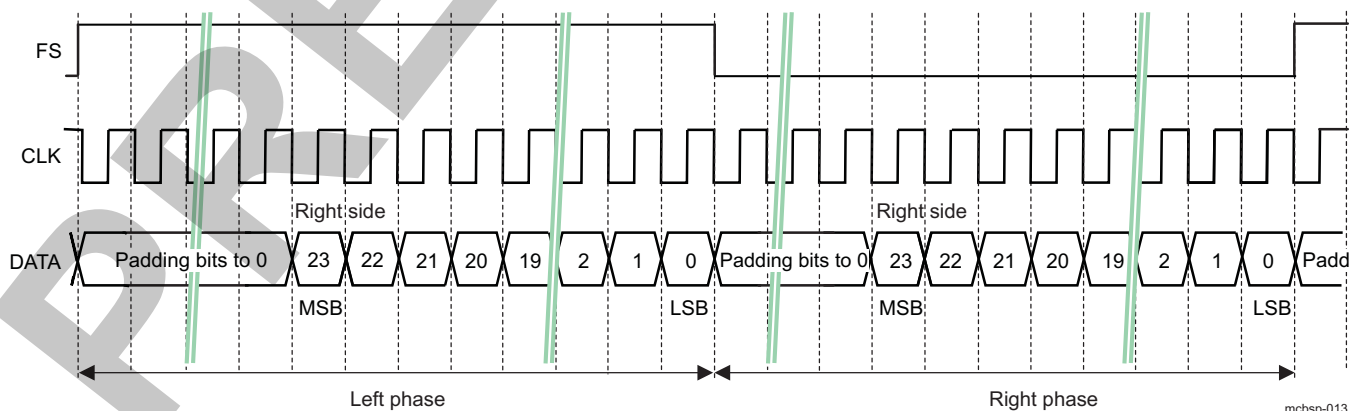 FS
CLK
Right side Right side
DATA Padding bits to 0 23 22 21 20 19 2 1 0 Padding bits to 0 23 22 21 20 19 2 1 0 Padd
MSB LSB MSB LSB
Left phase Right phase
mcbsp-013
PRE